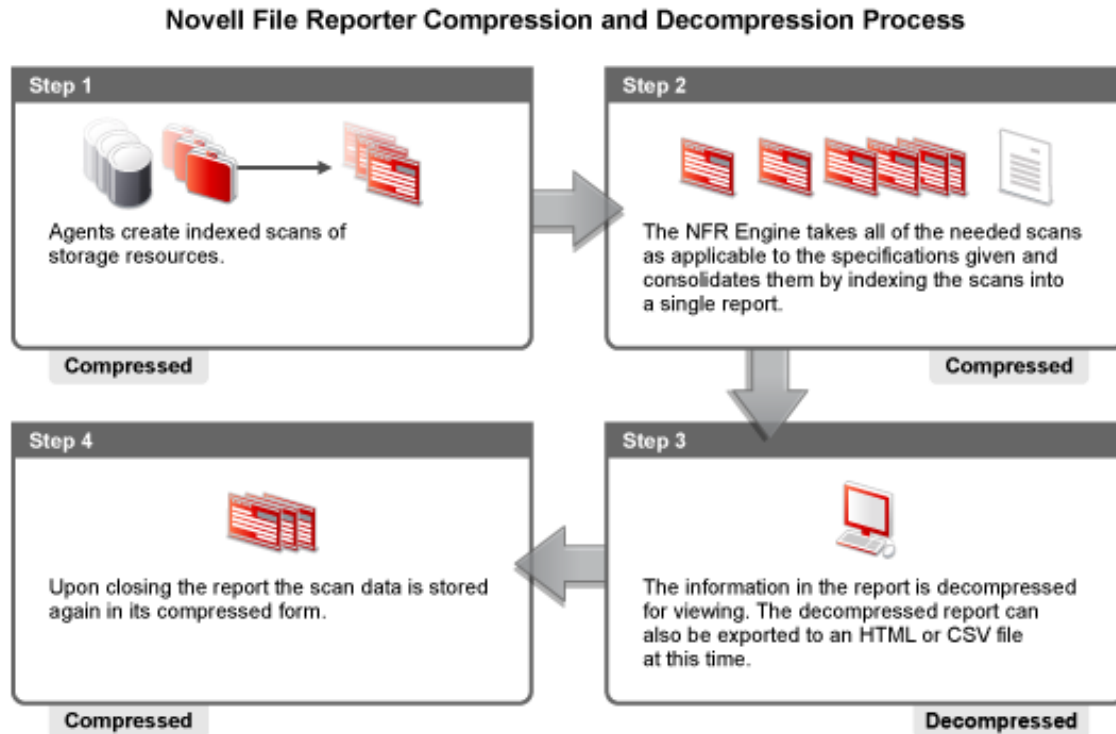 Novell File Reporter Compression and Decompression Process
Step 1
Agents create indexed scans of
storage resources.
Compressed
Step 2
The NFR Engine takes all of the needed scans
as applicable to the specifications given and
consolidates them by indexing the scans into
a single report.
Compressed
Step 3
The information in the report is decompressed
for viewing. The decompressed report can
also be exported to an HTML or CSV file
at this time.
Decompressed
Step 4
Upon closing the report the scan data is stored
again in its compressed form.
Compressed